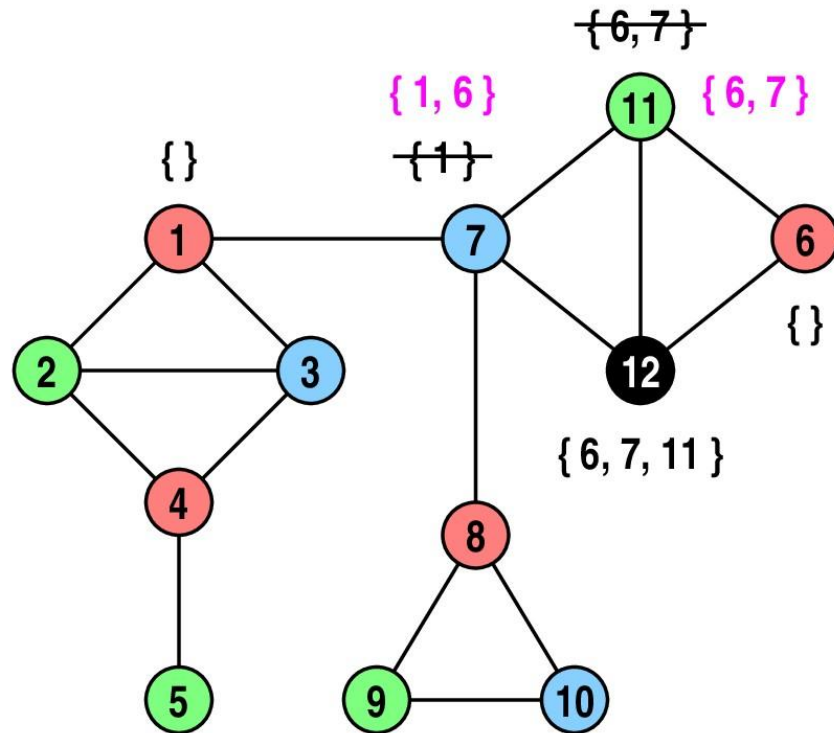 { 6, 7 }
{ 1, 6 }
11
{ 6, 7 }
{ }
{ 1 }
1
7
6
{ }
2
3
12
{ 6, 7, 11 }
4
8
5
9
10